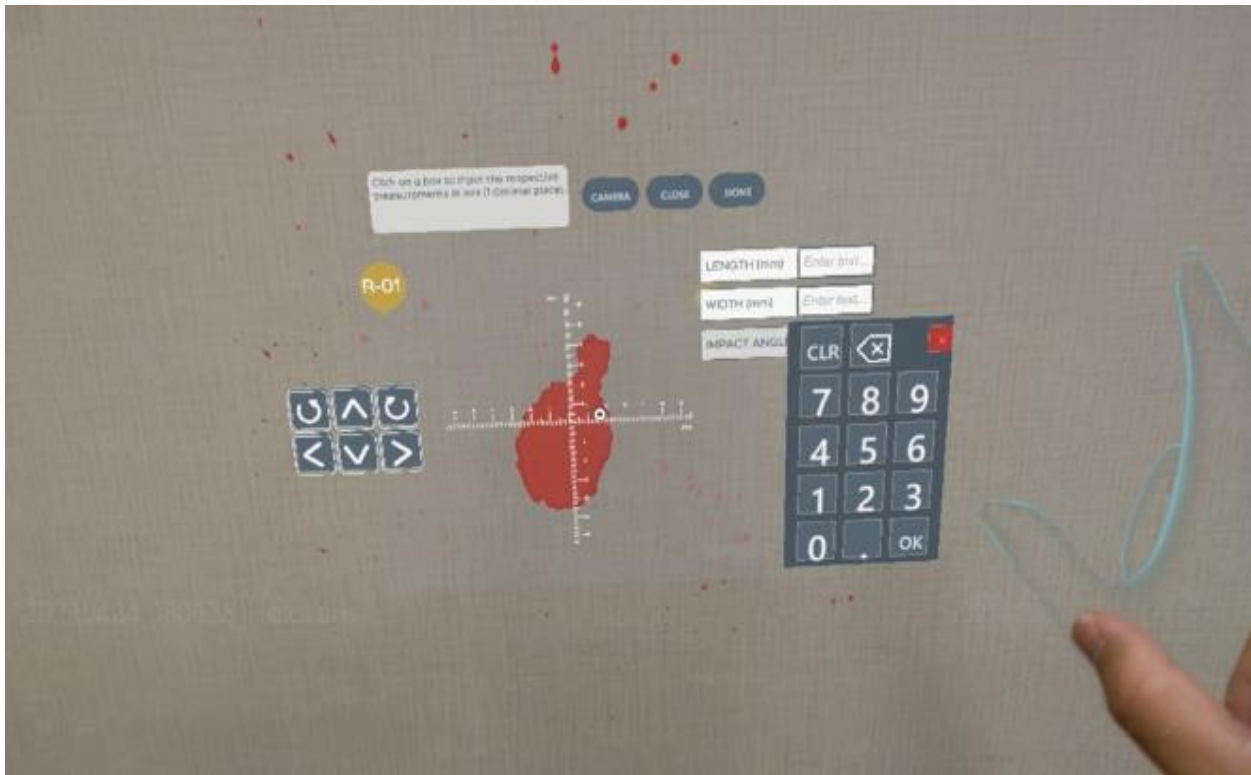 Click on a box to input the respective
measurements in mm (1 decimal place).
CAMERA
CLOSE
DONE
R-01
LENGTH (mm)
Enter text...
WIDTH (mm)
Enter text...
IMPACT ANGL
CLR
7 8 9
4 5 6
1 2 3
0 . OK